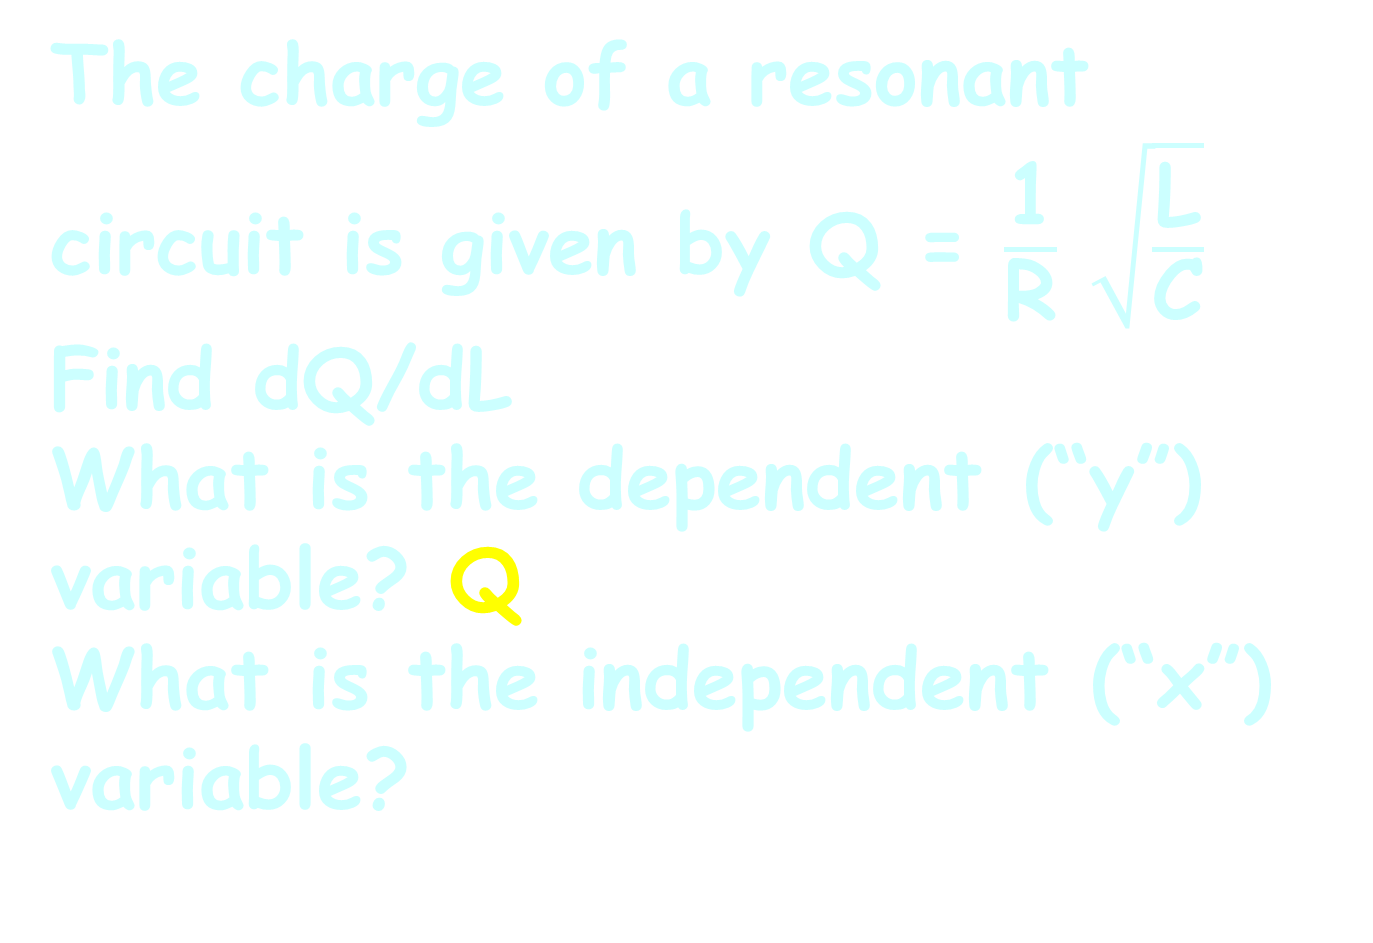 The charge of a resonant
circuit is given by Q = 1/R √(L/C)
Find dQ/dL
What is the dependent (“y”)
variable? Q
What is the independent (“x”)
variable?